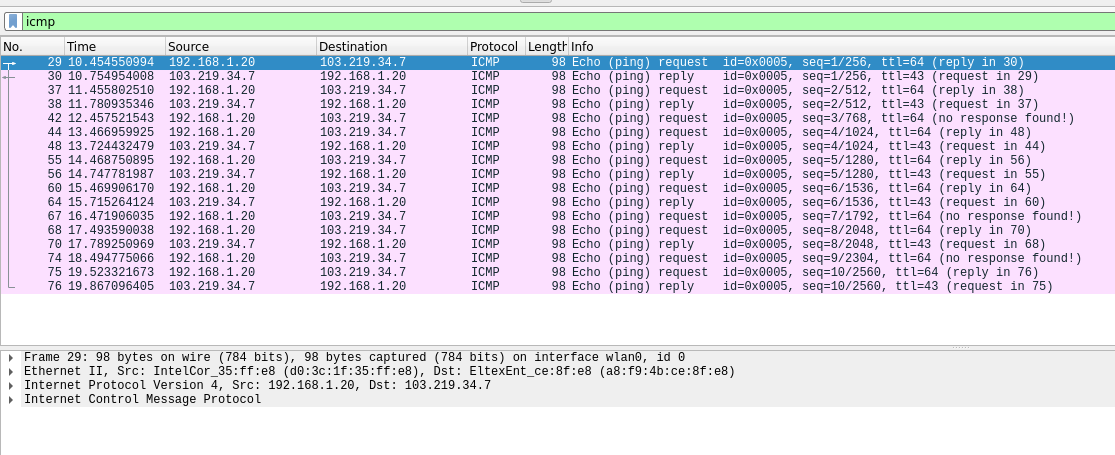 icmp
No. Time Source Destination Protocol Length Info
29 10.454550994 192.168.1.20 103.219.34.7 ICMP 98 Echo (ping) request id=0x0005, seq=1/256, ttl=64 (reply in 30)
30 10.754954008 103.219.34.7 192.168.1.20 ICMP 98 Echo (ping) reply id=0x0005, seq=1/256, ttl=43 (request in 29)
37 11.455802510 192.168.1.20 103.219.34.7 ICMP 98 Echo (ping) request id=0x0005, seq=2/512, ttl=64 (reply in 38)
38 11.780935346 103.219.34.7 192.168.1.20 ICMP 98 Echo (ping) reply id=0x0005, seq=2/512, ttl=43 (request in 37)
42 12.457521543 192.168.1.20 103.219.34.7 ICMP 98 Echo (ping) request id=0x0005, seq=3/768, ttl=64 (no response found!)
44 13.466959925 192.168.1.20 103.219.34.7 ICMP 98 Echo (ping) request id=0x0005, seq=4/1024, ttl=64 (reply in 48)
48 13.724432479 103.219.34.7 192.168.1.20 ICMP 98 Echo (ping) reply id=0x0005, seq=4/1024, ttl=43 (request in 44)
55 14.468750895 192.168.1.20 103.219.34.7 ICMP 98 Echo (ping) request id=0x0005, seq=5/1280, ttl=64 (reply in 56)
56 14.747781987 103.219.34.7 192.168.1.20 ICMP 98 Echo (ping) reply id=0x0005, seq=5/1280, ttl=43 (request in 55)
60 15.469906170 192.168.1.20 103.219.34.7 ICMP 98 Echo (ping) request id=0x0005, seq=6/1536, ttl=64 (reply in 64)
64 15.715264124 103.219.34.7 192.168.1.20 ICMP 98 Echo (ping) reply id=0x0005, seq=6/1536, ttl=43 (request in 60)
67 16.471906035 192.168.1.20 103.219.34.7 ICMP 98 Echo (ping) request id=0x0005, seq=7/1792, ttl=64 (no response found!)
68 17.493590038 192.168.1.20 103.219.34.7 ICMP 98 Echo (ping) request id=0x0005, seq=8/2048, ttl=64 (reply in 70)
70 17.789250969 103.219.34.7 192.168.1.20 ICMP 98 Echo (ping) reply id=0x0005, seq=8/2048, ttl=43 (request in 68)
74 18.494775066 192.168.1.20 103.219.34.7 ICMP 98 Echo (ping) request id=0x0005, seq=9/2304, ttl=64 (no response found!)
75 19.523321673 192.168.1.20 103.219.34.7 ICMP 98 Echo (ping) request id=0x0005, seq=10/2560, ttl=64 (reply in 76)
76 19.867096405 103.219.34.7 192.168.1.20 ICMP 98 Echo (ping) reply id=0x0005, seq=10/2560, ttl=43 (request in 75)
Frame 29: 98 bytes on wire (784 bits), 98 bytes captured (784 bits) on interface wlan0, id 0
Ethernet II, Src: IntelCor_35:ff:e8 (d0:3c:1f:35:ff:e8), Dst: EltexEnt_ce:8f:e8 (a8:f9:4b:ce:8f:e8)
Internet Protocol Version 4, Src: 192.168.1.20, Dst: 103.219.34.7
Internet Control Message Protocol